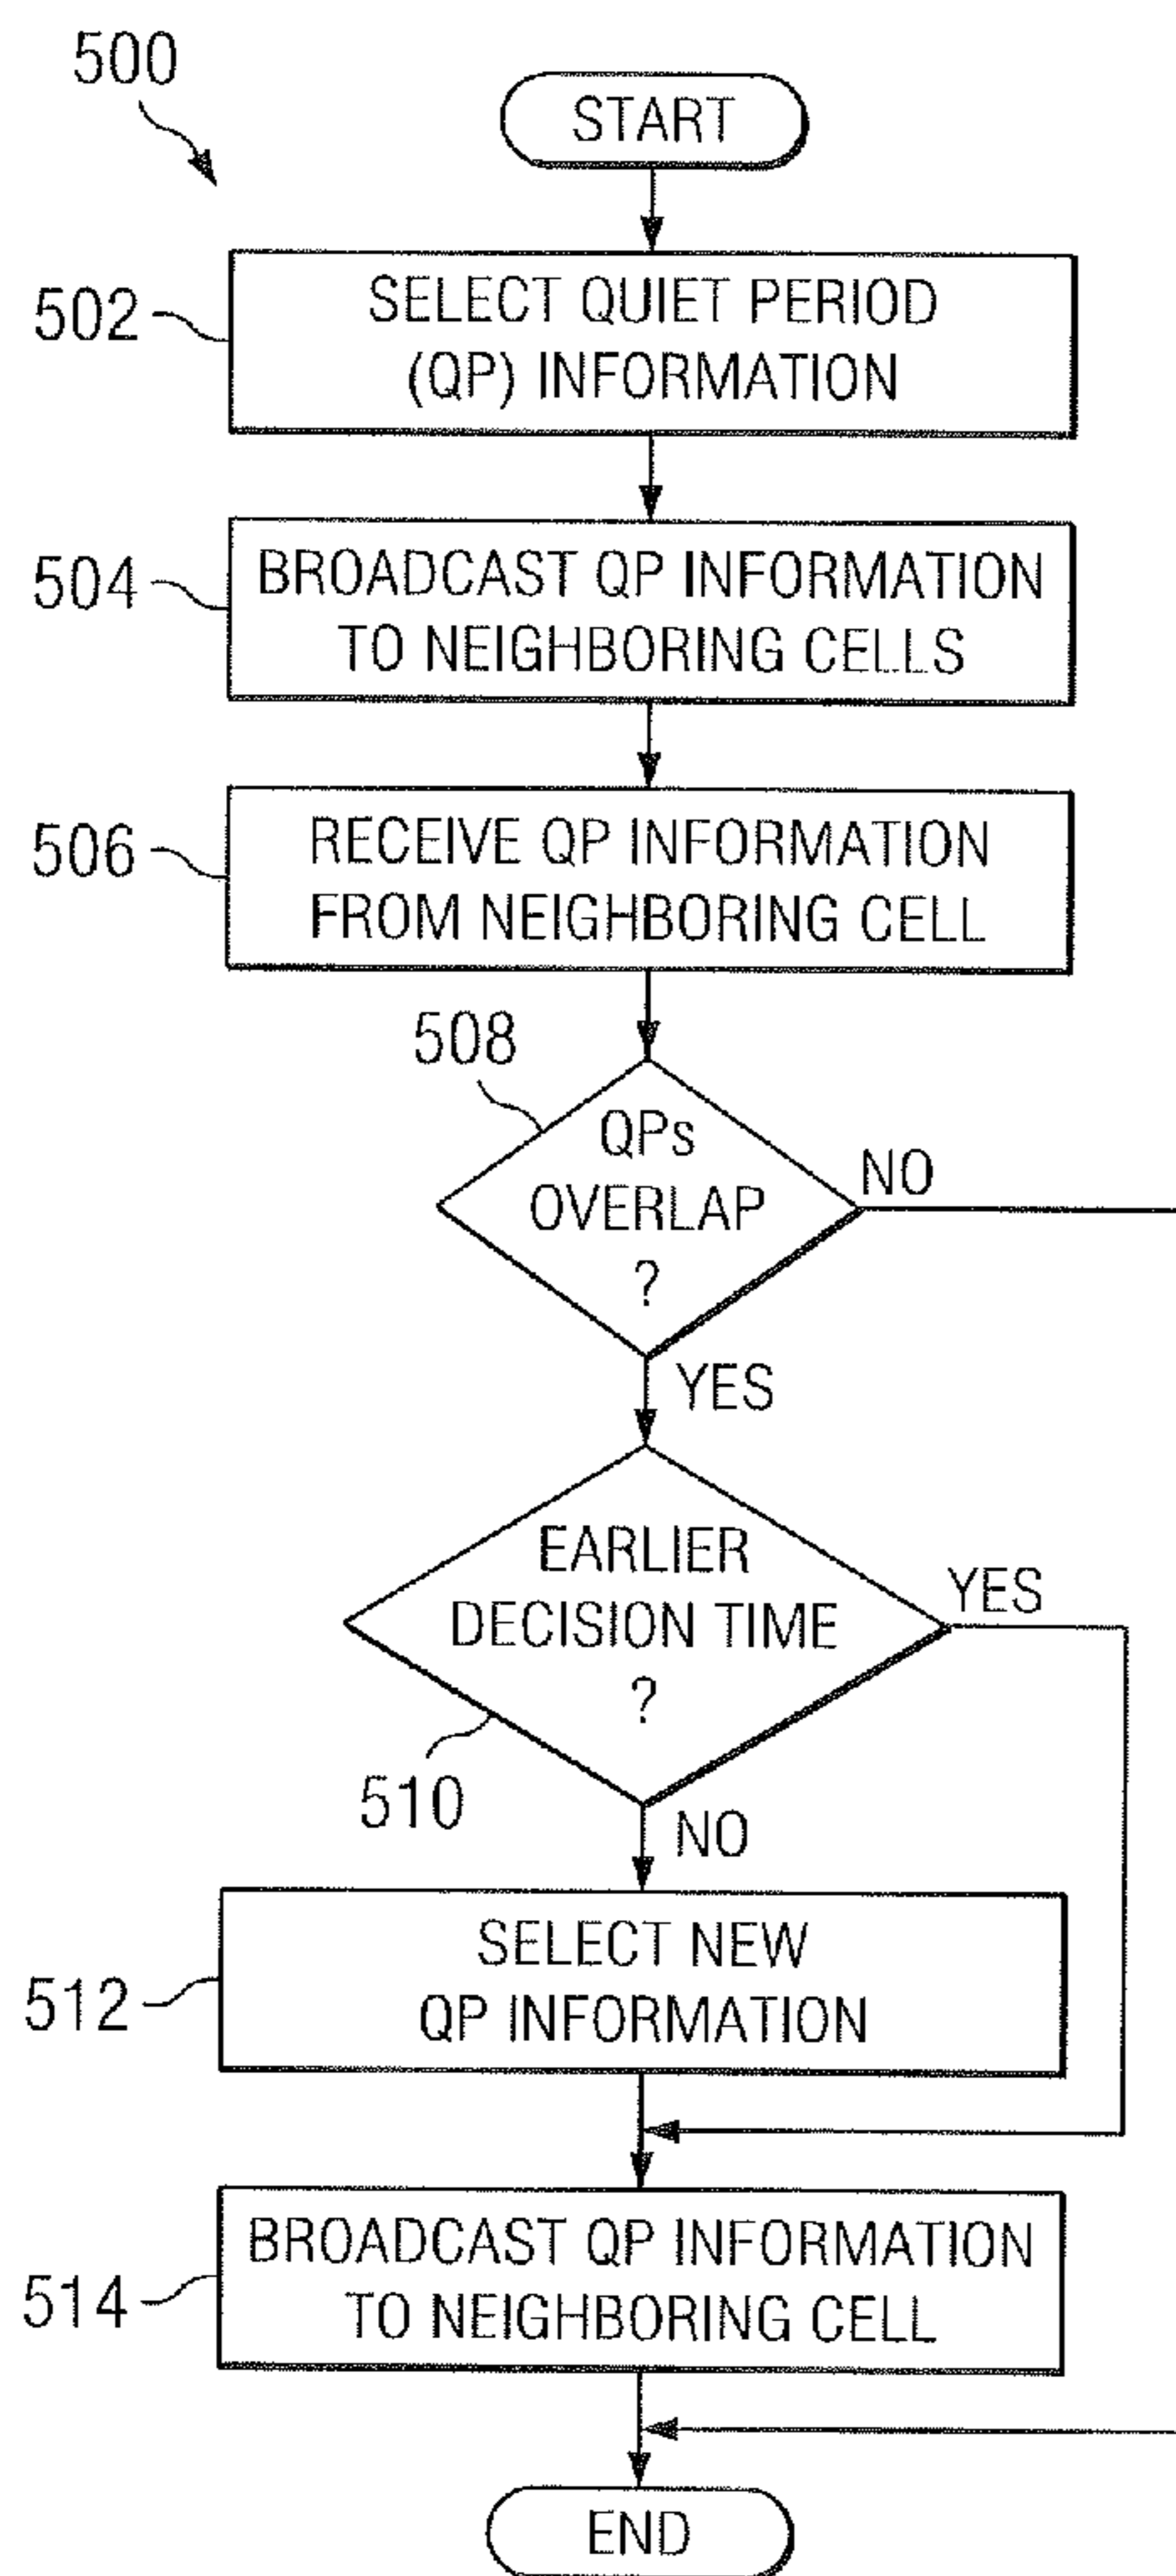 500
START
502
SELECT QUIET PERIOD
(QP) INFORMATION
504
BROADCAST QP INFORMATION
TO NEIGHBORING CELLS
506
RECEIVE QP INFORMATION
FROM NEIGHBORING CELL
508
QPs
OVERLAP
?
NO
YES
EARLIER
DECISION TIME
?
YES
510
NO
512
SELECT NEW
QP INFORMATION
514
BROADCAST QP INFORMATION
TO NEIGHBORING CELL
END